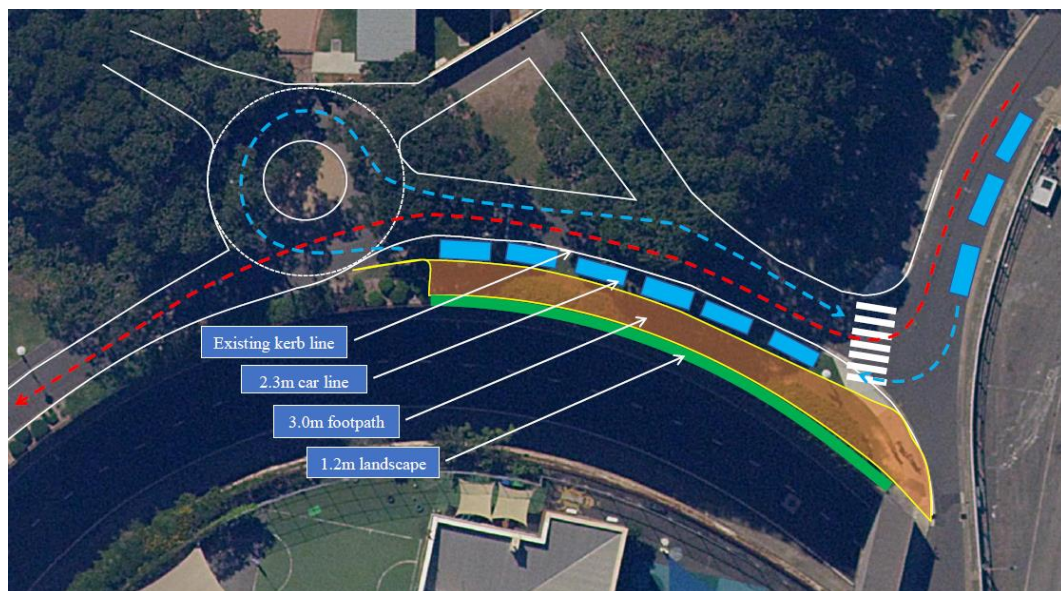 Existing kerb line
2.3m car line
3.0m footpath
1.2m landscape